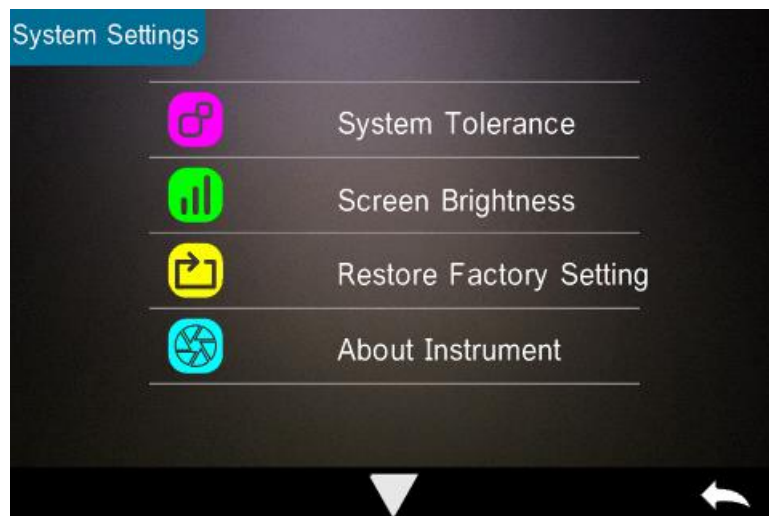 System Settings
System Tolerance
Screen Brightness
Restore Factory Setting
About Instrument